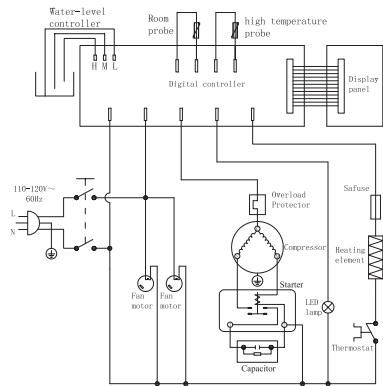 Water-level
controller
Room
probe
high temperature
probe
H M L
Digital controller
Display
panel
110-120V~
60Hz
L
N
Overload
Protector
Safuse
Compressor
Heating
element
Fan
motor
Fan
motor
Starter
LED
lamp
Thermostat
Capacitor